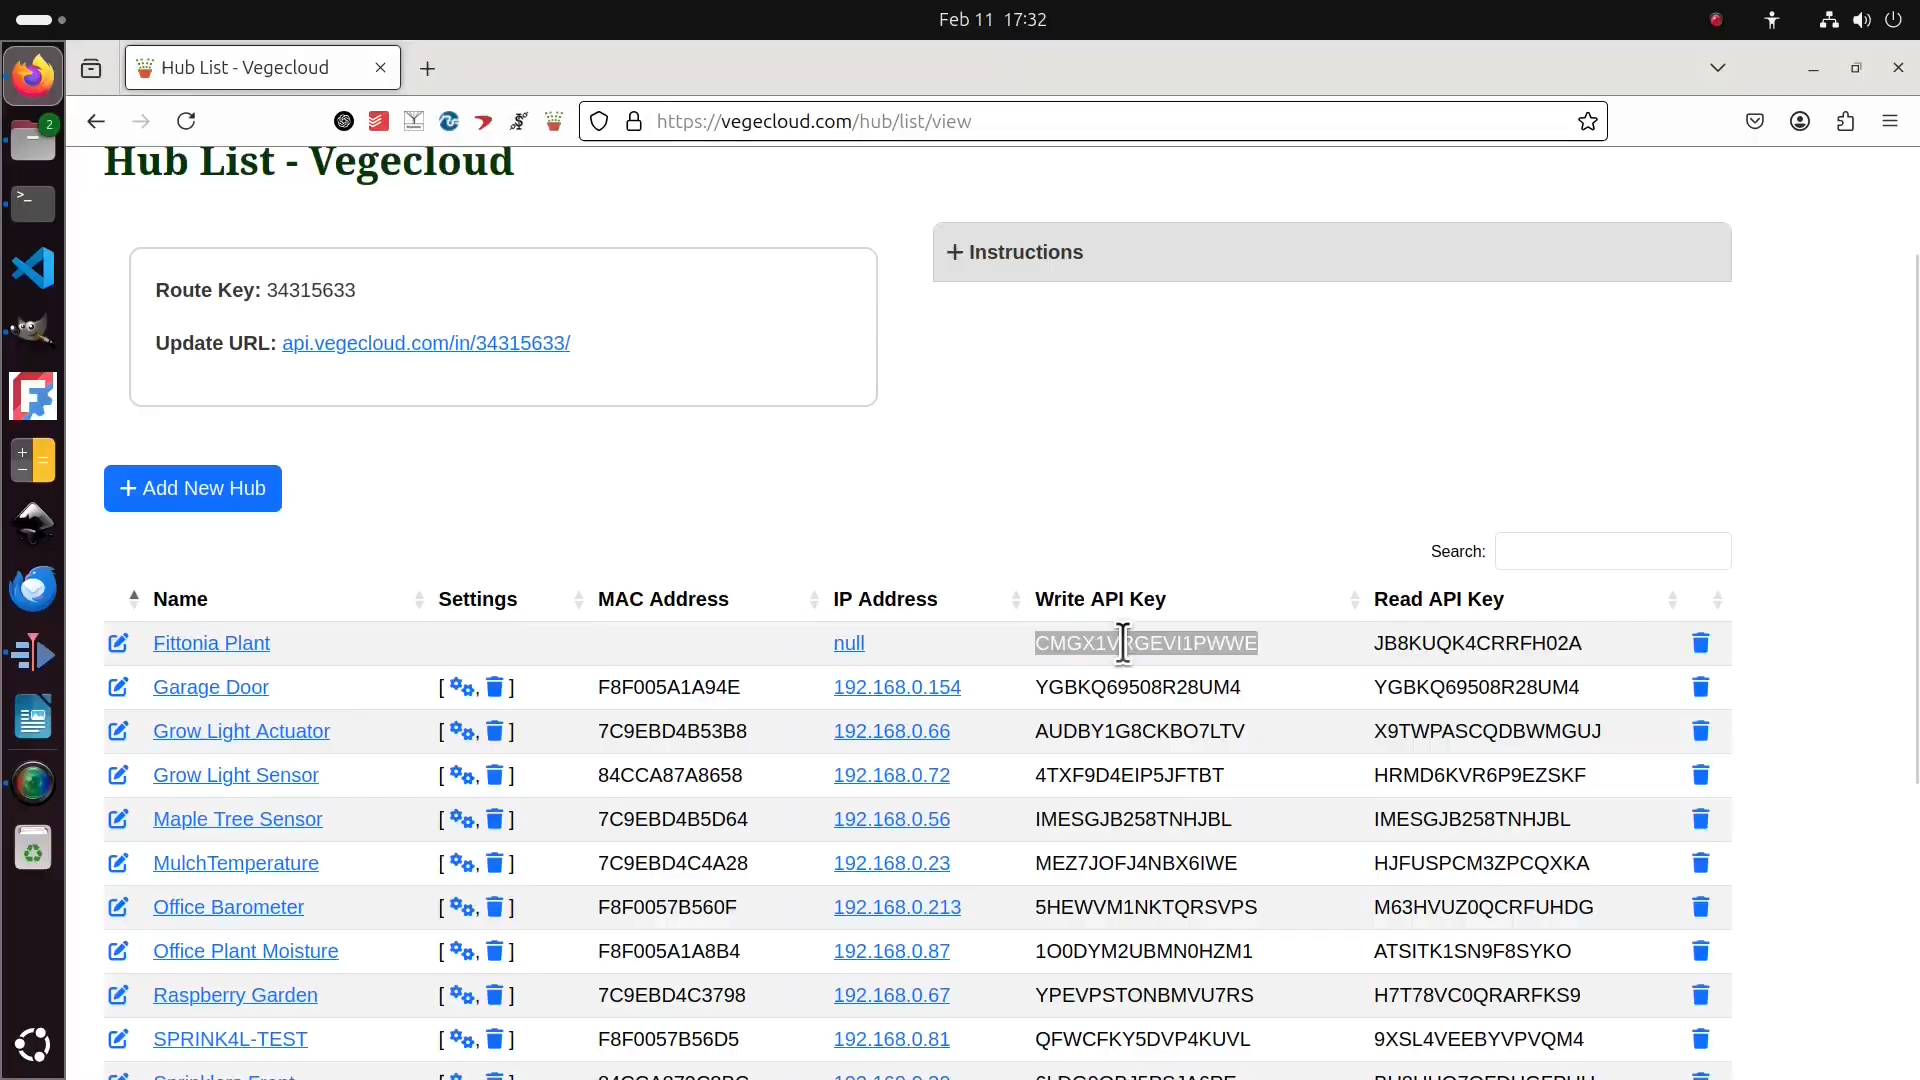 Feb 11 17:32
Hub List - Vegecloud
2
https://vegecloud.com/hub/list/view
Hub List - Vegecloud
+ Instructions
Route Key: 34315633
Update URL: api.vegecloud.com/in/34315633/
+ Add New Hub
Search:
Name Settings MAC Address IP Address Write API Key Read API Key
Fittonia Plant null CMGX1VRGEVI1PWWE JB8KUQK4CRRFH02A
Garage Door [ , ] F8F005A1A94E 192.168.0.154 YGBKQ69508R28UM4 YGBKQ69508R28UM4
Grow Light Actuator [ , ] 7C9EBD4B53B8 192.168.0.66 AUDBY1G8CKBO7LTV X9TWPASCQDBWMGUJ
Grow Light Sensor [ , ] 84CCA87A8658 192.168.0.72 4TXF9D4EIP5JFTBT HRMD6KVR6P9EZSKF
Maple Tree Sensor [ , ] 7C9EBD4B5D64 192.168.0.56 IMESGJB258TNHJBL IMESGJB258TNHJBL
MulchTemperature [ , ] 7C9EBD4C4A28 192.168.0.23 MEZ7JOFJ4NBX6IWE HJFUSPCM3ZPCQXKA
Office Barometer [ , ] F8F0057B560F 192.168.0.213 5HEWVM1NKTQRSVPS M63HVUZ0QCRFUHDG
Office Plant Moisture [ , ] F8F005A1A8B4 192.168.0.87 1O0DYM2UBMN0HZM1 ATSITK1SN9F8SYKO
Raspberry Garden [ , ] 7C9EBD4C3798 192.168.0.67 YPEVPSTONBMVU7RS H7T78VC0QRARFKS9
SPRINK4L-TEST [ , ] F8F0057B56D5 192.168.0.81 QFWCFKY5DVP4KUVL 9XSL4VEEBYVPVQM4